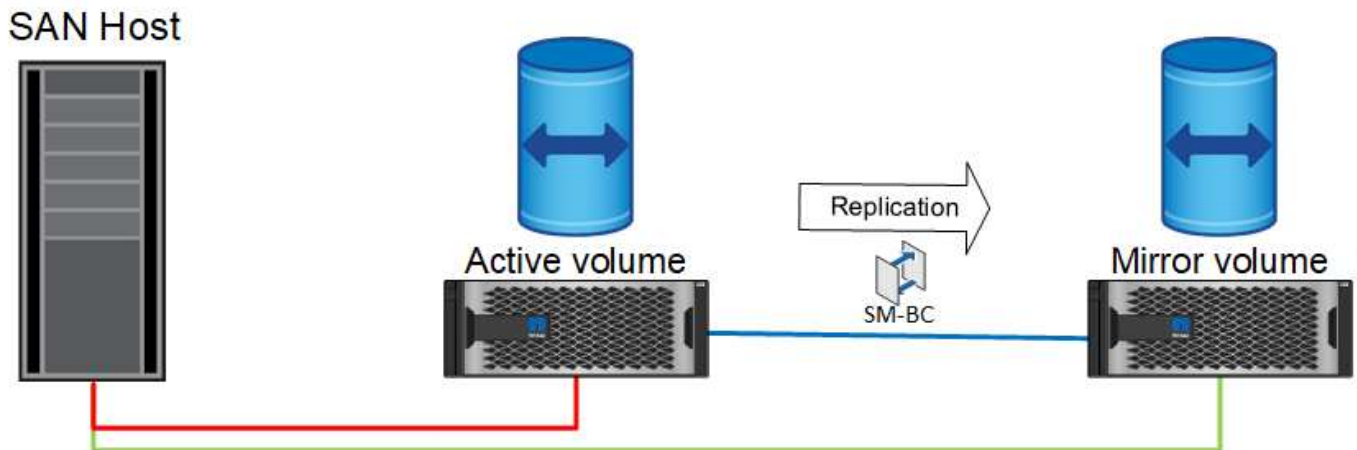 SAN Host
Replication
Active volume
Mirror volume
SM-BC